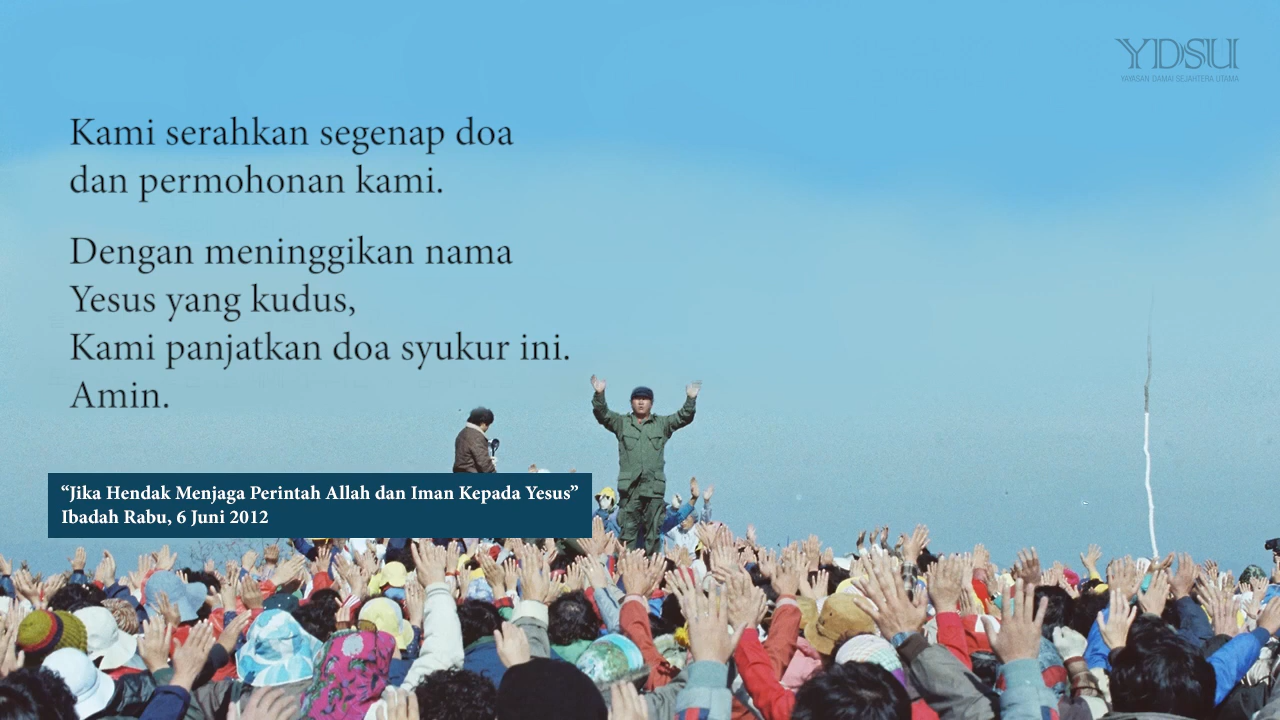 YDSU
YAYASAN DAMAI SEJAHTERA UTAMA
Kami serahkan segenap doa
dan permohonan kami.
Dengan meninggikan nama
Yesus yang kudus,
Kami panjatkan doa syukur ini.
Amin.
“Jika Hendak Menjaga Perintah Allah dan Iman Kepada Yesus”
Ibadah Rabu, 6 Juni 2012